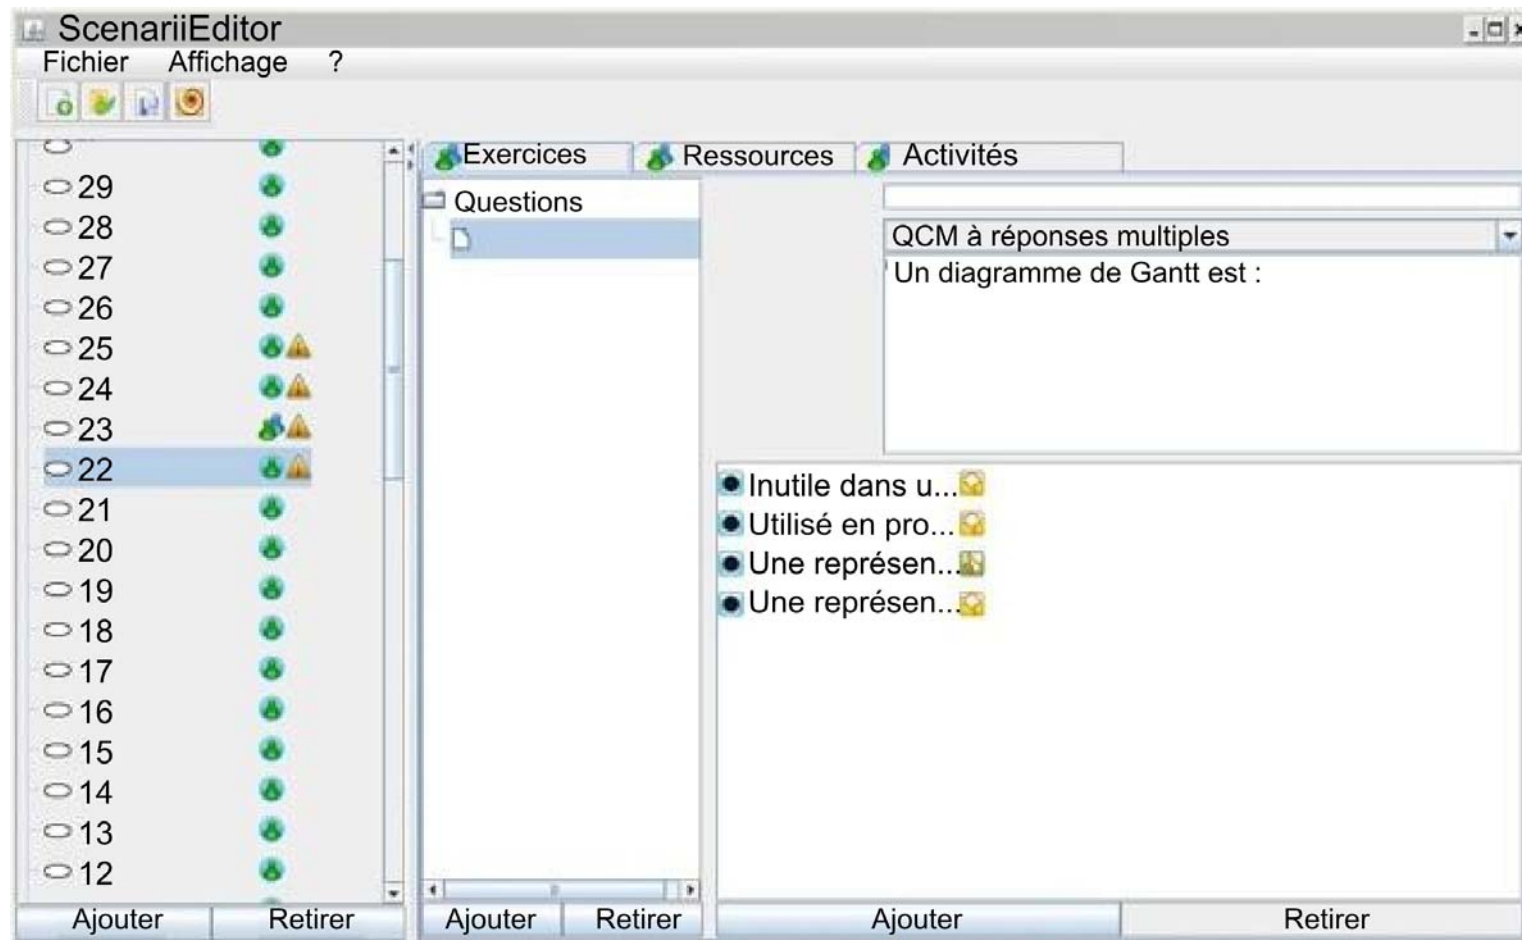 ScenariiEditor
Fichier Affichage ?
29
28
27
26
25
24
23
22
21
20
19
18
17
16
15
14
13
12
Ajouter Retirer
Exercices Ressources Activités
Questions
Ajouter Retirer
QCM à réponses multiples
Un diagramme de Gantt est :
Inutile dans u...
Utilisé en pro...
Une représen...
Une représen...
Ajouter Retirer